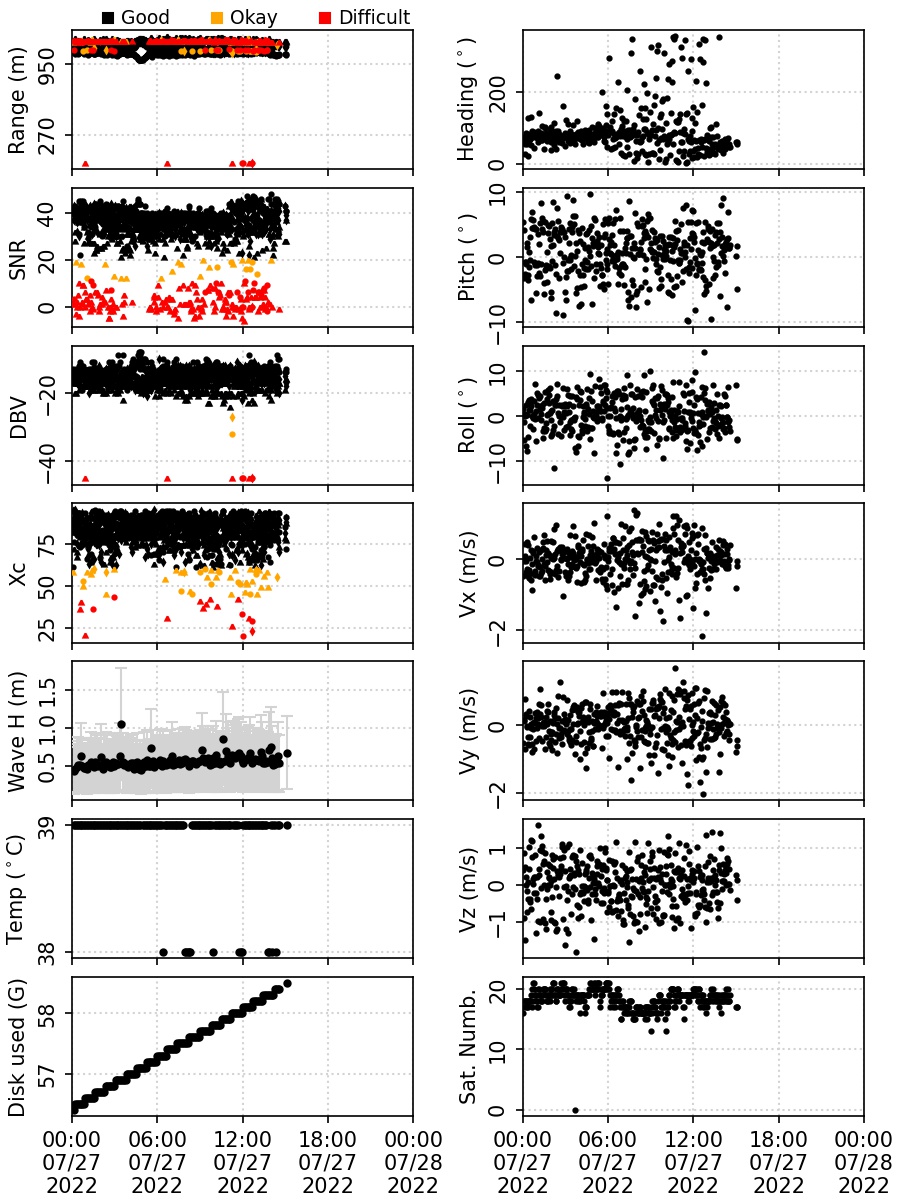 Good Okay Difficult
Range (m)
950
270
Heading (°)
200
0
SNR
40
20
0
Pitch (°)
10
0
−10
DBV
−20
−40
Roll (°)
10
0
−10
Xc
75
50
25
Vx (m/s)
0
−2
Wave H (m)
1.5
1.0
0.5
Vy (m/s)
0
−2
Temp (°C)
39
38
Vz (m/s)
1
0
−1
Disk used (G)
58
57
Sat. Numb.
20
10
0
00:00 06:00 12:00 18:00 00:00
07/27 07/27 07/27 07/27 07/28
2022 2022 2022 2022 2022
00:00 06:00 12:00 18:00 00:00
07/27 07/27 07/27 07/27 07/28
2022 2022 2022 2022 2022